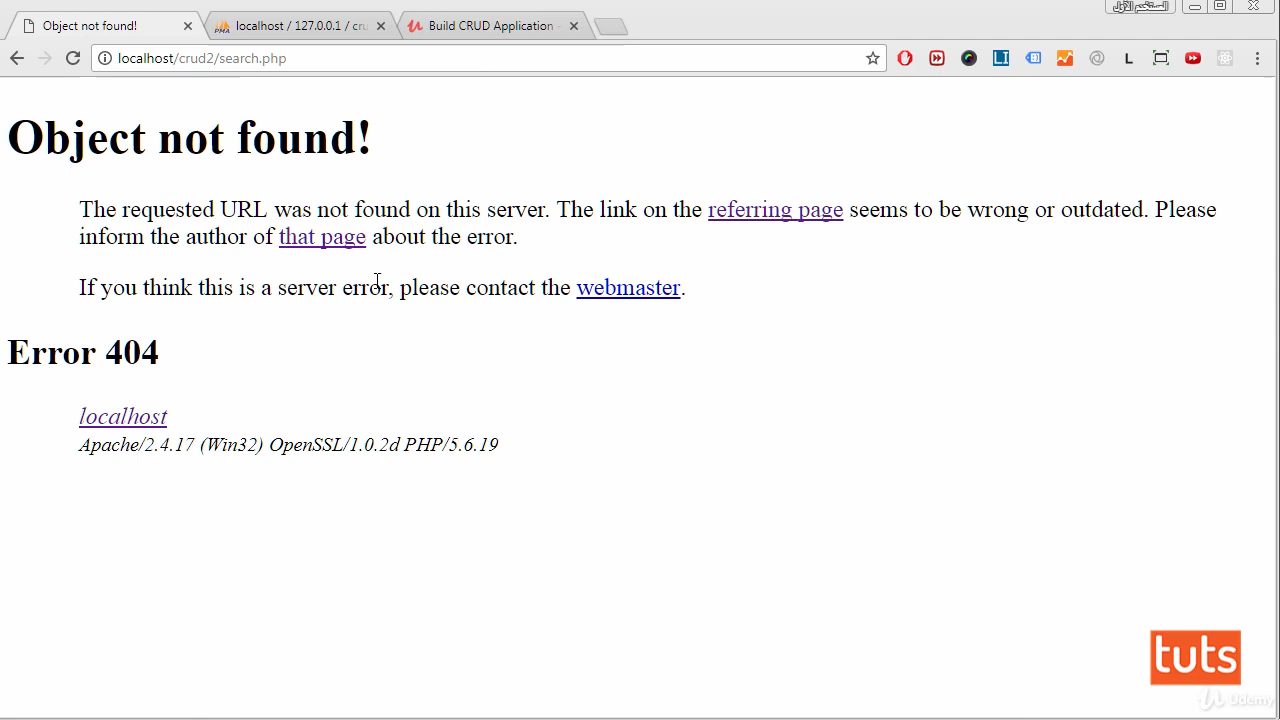 المستخدم الأول
Object not found!
localhost / 127.0.0.1 / cru
Build CRUD Application -
localhost/crud2/search.php
Object not found!
The requested URL was not found on this server. The link on the referring page seems to be wrong or outdated. Please
inform the author of that page about the error.
If you think this is a server error, please contact the webmaster.
Error 404
localhost
Apache/2.4.17 (Win32) OpenSSL/1.0.2d PHP/5.6.19
tuts
Udemy